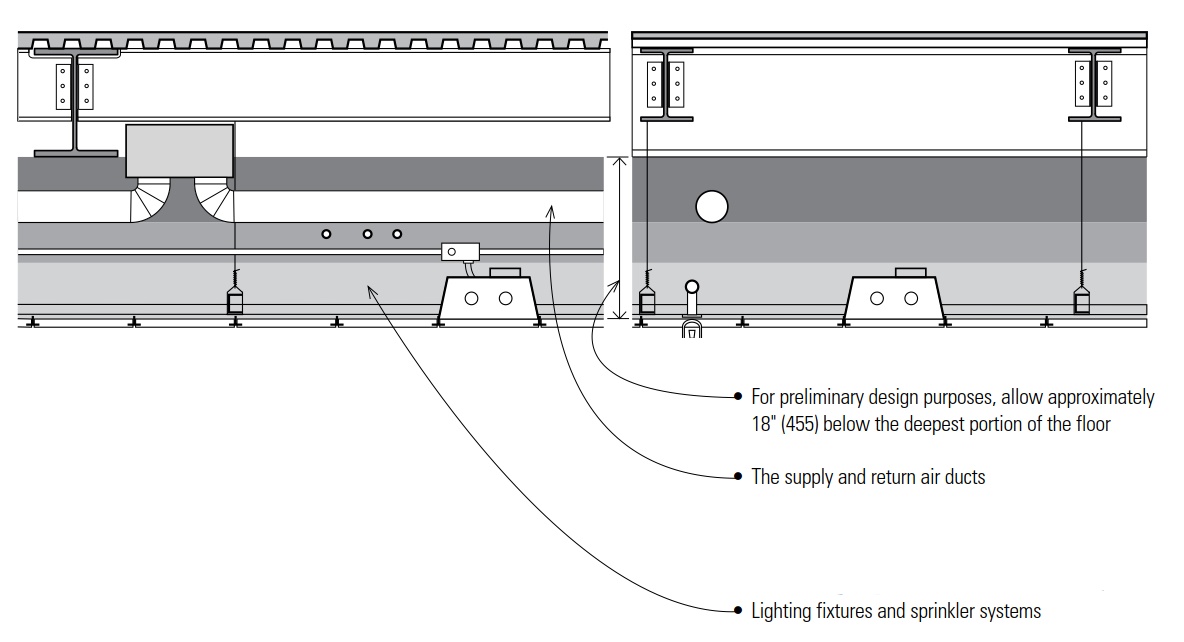 For preliminary design purposes, allow approximately
18" (455) below the deepest portion of the floor
The supply and return air ducts
Lighting fixtures and sprinkler systems